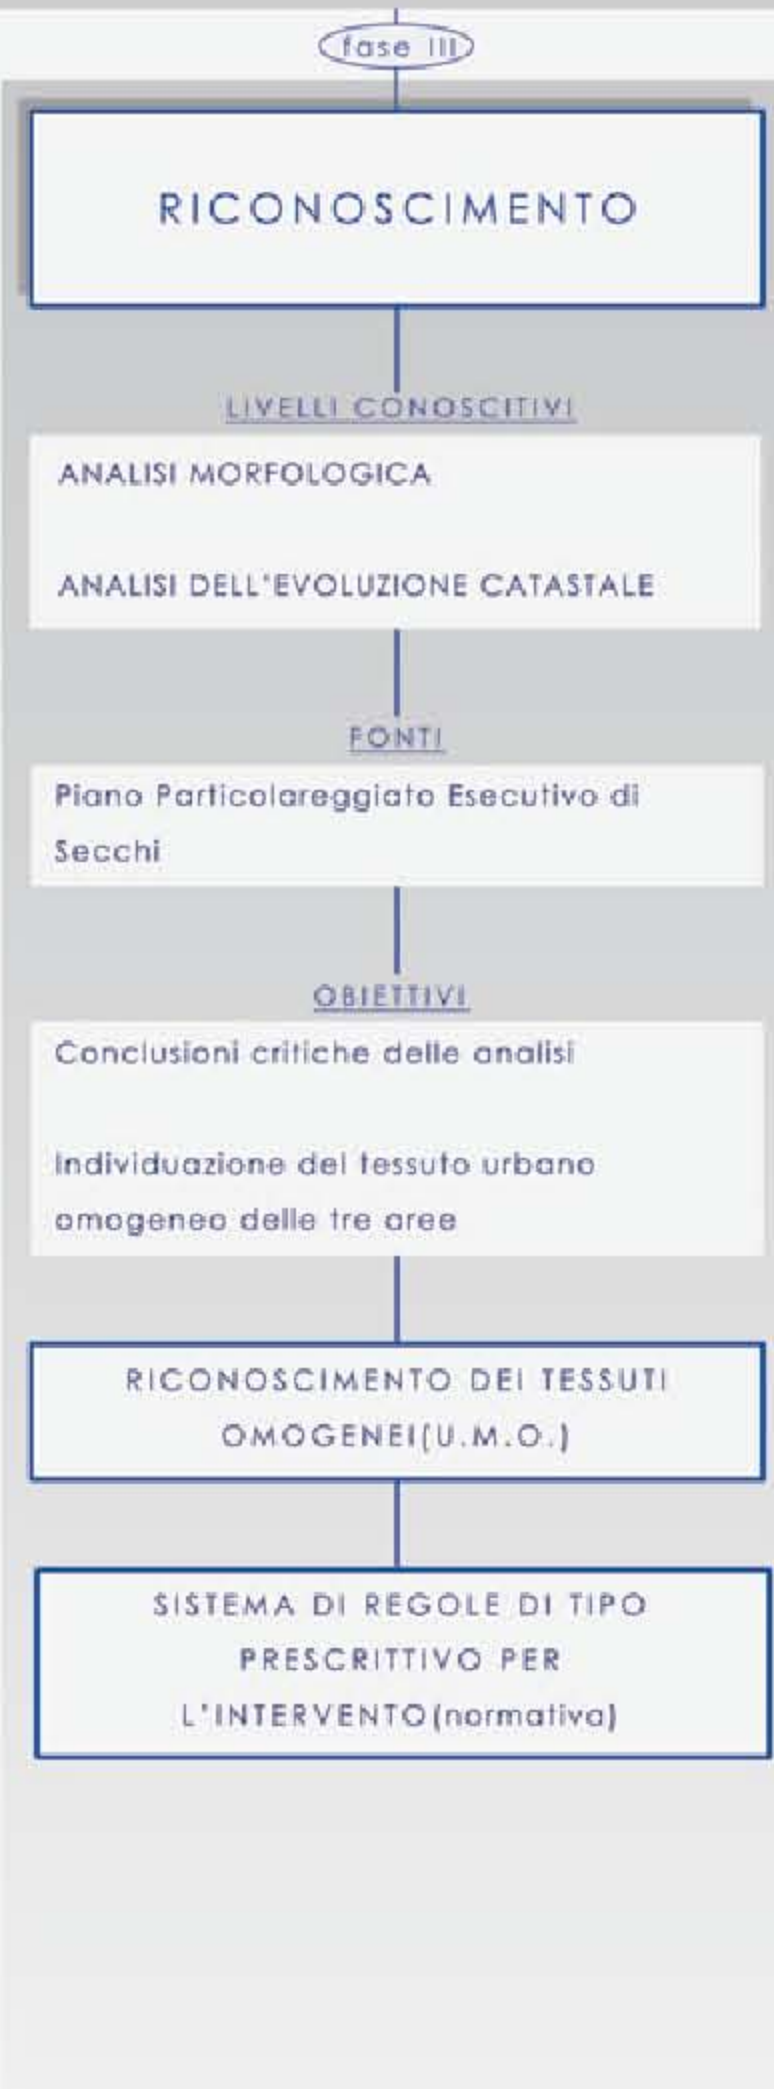 fase III
RICONOSCIMENTO
LIVELLI CONOSCITIVI
ANALISI MORFOLOGICA
ANALISI DELL'EVOLUZIONE CATASTALE
FONTI
Piano Particolareggiato Esecutivo di
Secchi
OBIETTIVI
Conclusioni critiche delle analisi
Individuazione del tessuto urbano
omogeneo delle tre aree
RICONOSCIMENTO DEI TESSUTI
OMOGENEI(U.M.O.)
SISTEMA DI REGOLE DI TIPO
PRESCRITTIVO PER
L'INTERVENTO(normativa)